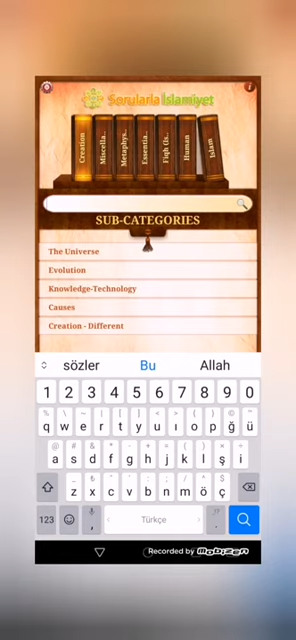 Sorularla İslamiyet
Creation
Miscella..
Metaphys..
Essentia..
Fiqh (Is..
Human
Islam
SUB-CATEGORIES
The Universe
Evolution
Knowledge-Technology
Causes
Creation - Different
sözler Bu Allah
1 2 3 4 5 6 7 8 9 0
q w e r t y u ı o p ğ ü
a s d f g h j k l ş i
z x c v b n m ö ç
123 , Türkçe .
Recorded by MOBIZEN